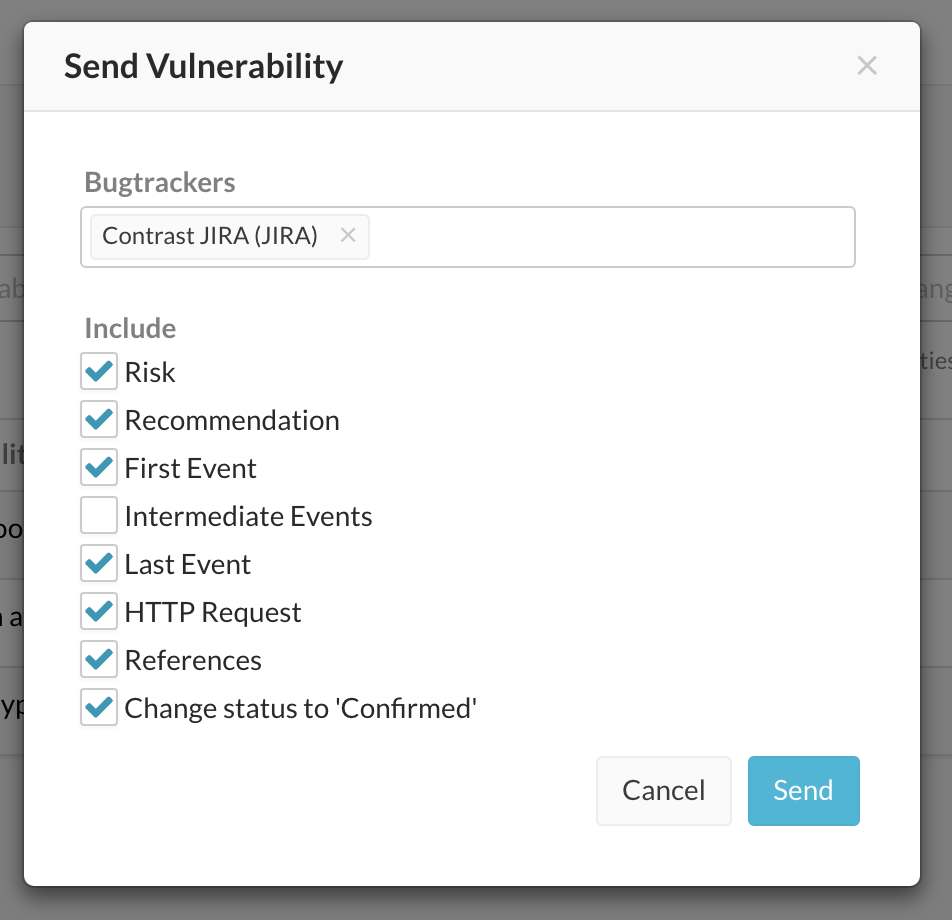 Send Vulnerability
Bugtrackers
Contrast JIRA (JIRA)
Include
Risk
Recommendation
First Event
Intermediate Events
Last Event
HTTP Request
References
Change status to 'Confirmed'
Cancel
Send